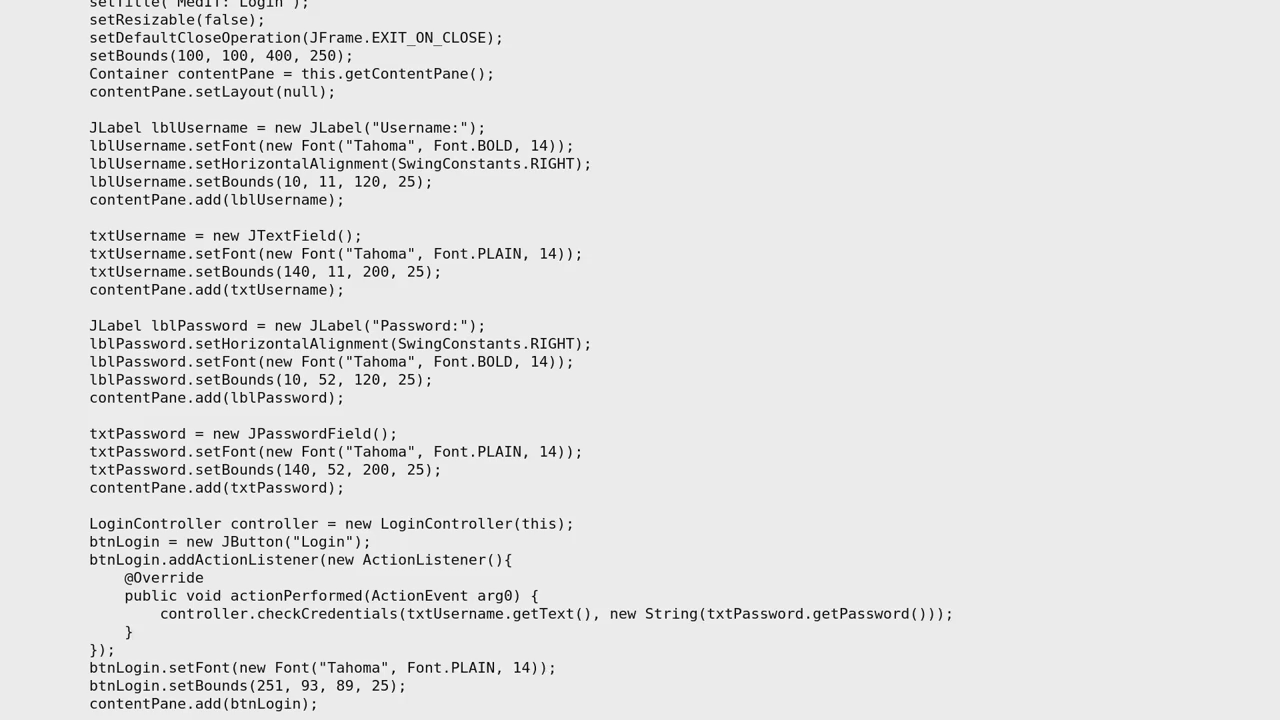 setTitle("MedIT: Login");
setResizable(false);
setDefaultCloseOperation(JFrame.EXIT_ON_CLOSE);
setBounds(100, 100, 400, 250);
Container contentPane = this.getContentPane();
contentPane.setLayout(null);
JLabel lblUsername = new JLabel("Username:");
lblUsername.setFont(new Font("Tahoma", Font.BOLD, 14));
lblUsername.setHorizontalAlignment(SwingConstants.RIGHT);
lblUsername.setBounds(10, 11, 120, 25);
contentPane.add(lblUsername);
txtUsername = new JTextField();
txtUsername.setFont(new Font("Tahoma", Font.PLAIN, 14));
txtUsername.setBounds(140, 11, 200, 25);
contentPane.add(txtUsername);
JLabel lblPassword = new JLabel("Password:");
lblPassword.setHorizontalAlignment(SwingConstants.RIGHT);
lblPassword.setFont(new Font("Tahoma", Font.BOLD, 14));
lblPassword.setBounds(10, 52, 120, 25);
contentPane.add(lblPassword);
txtPassword = new JPasswordField();
txtPassword.setFont(new Font("Tahoma", Font.PLAIN, 14));
txtPassword.setBounds(140, 52, 200, 25);
contentPane.add(txtPassword);
LoginController controller = new LoginController(this);
btnLogin = new JButton("Login");
btnLogin.addActionListener(new ActionListener(){
@Override
public void actionPerformed(ActionEvent arg0) {
controller.checkCredentials(txtUsername.getText(), new String(txtPassword.getPassword()));
}
});
btnLogin.setFont(new Font("Tahoma", Font.PLAIN, 14));
btnLogin.setBounds(251, 93, 89, 25);
contentPane.add(btnLogin);